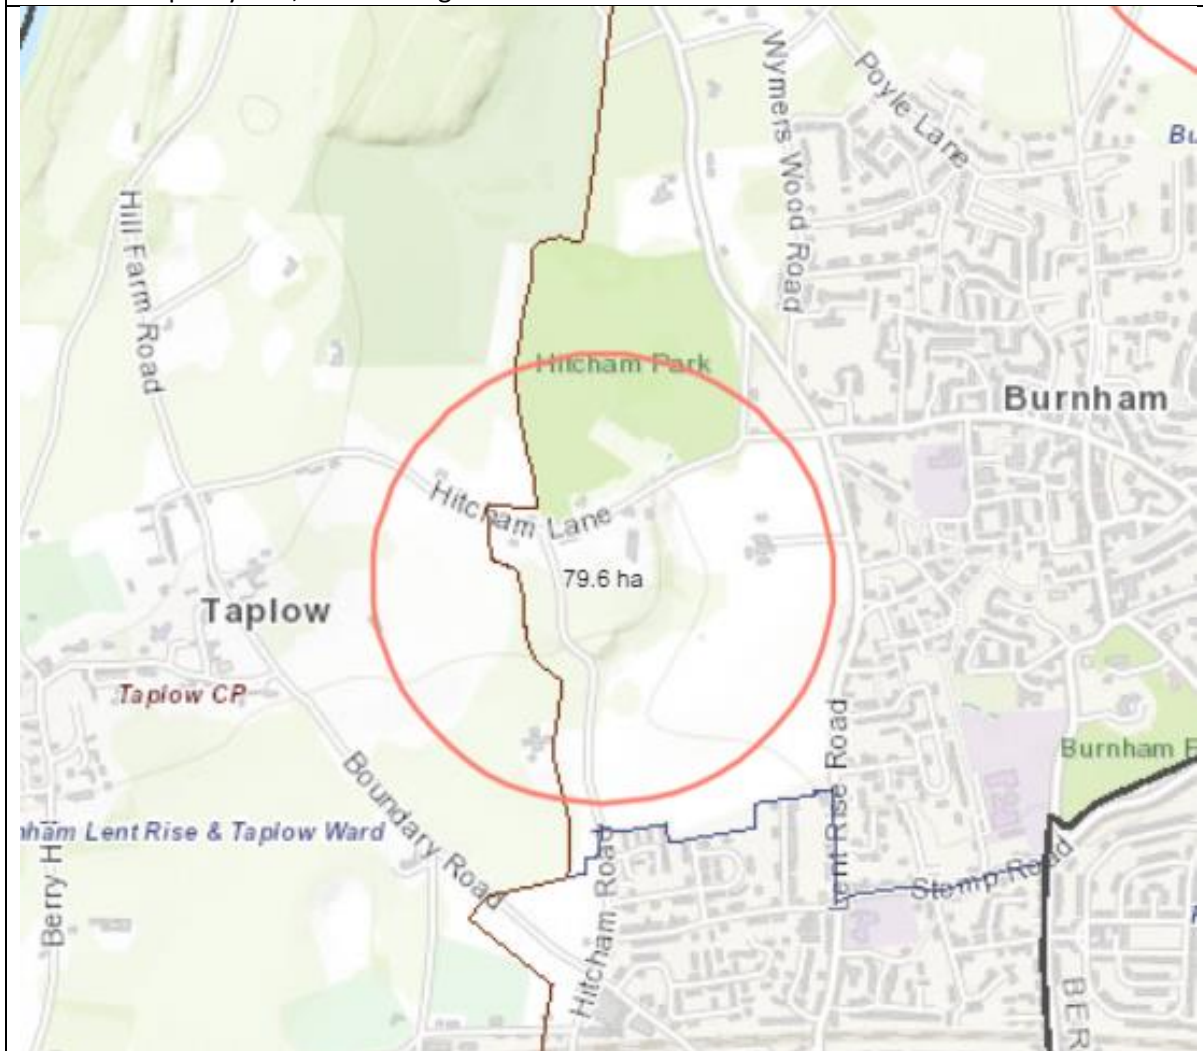 Wymers Wood Road
Poyle Lane
Hill Farm Road
Hitcham Park
Burnham
Hitcham Lane
79.6 ha
Taplow
Taplow CP
Lent Rise Road
Burnham
Boundary Road
Lent Rise & Taplow Ward
Stomp Road
Berry
Hitcham Road
BER